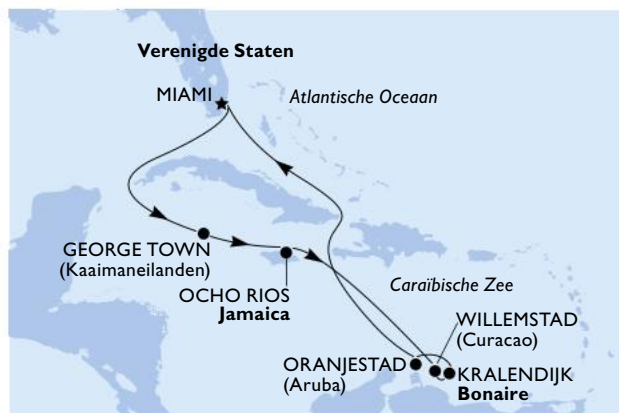 Verenigde Staten
MIAMI
Atlantische Oceaan
GEORGE TOWN
(Kaaimaneilanden)
OCHO RIOS
Jamaica
Caraïbische Zee
WILLEMSTAD
(Curacao)
ORANJESTAD
(Aruba)
KRALENDIJK
Bonaire